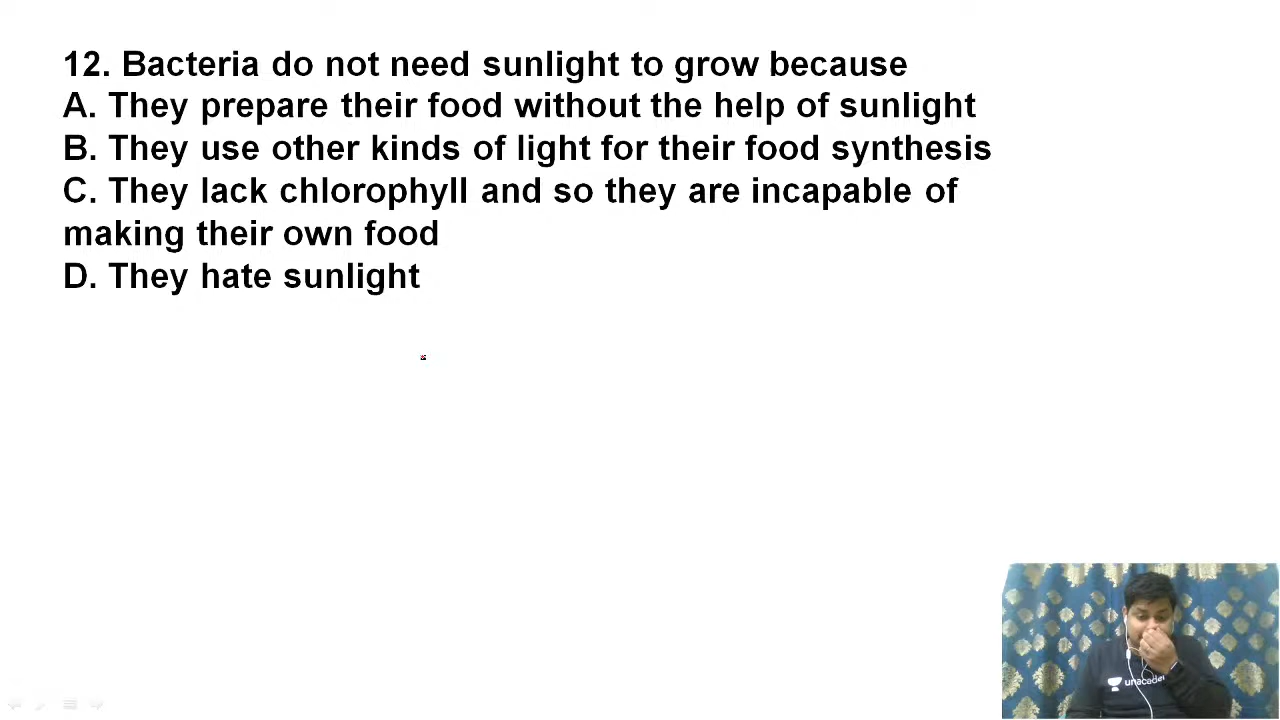 12. Bacteria do not need sunlight to grow because
A. They prepare their food without the help of sunlight
B. They use other kinds of light for their food synthesis
C. They lack chlorophyll and so they are incapable of
making their own food
D. They hate sunlight
unacade